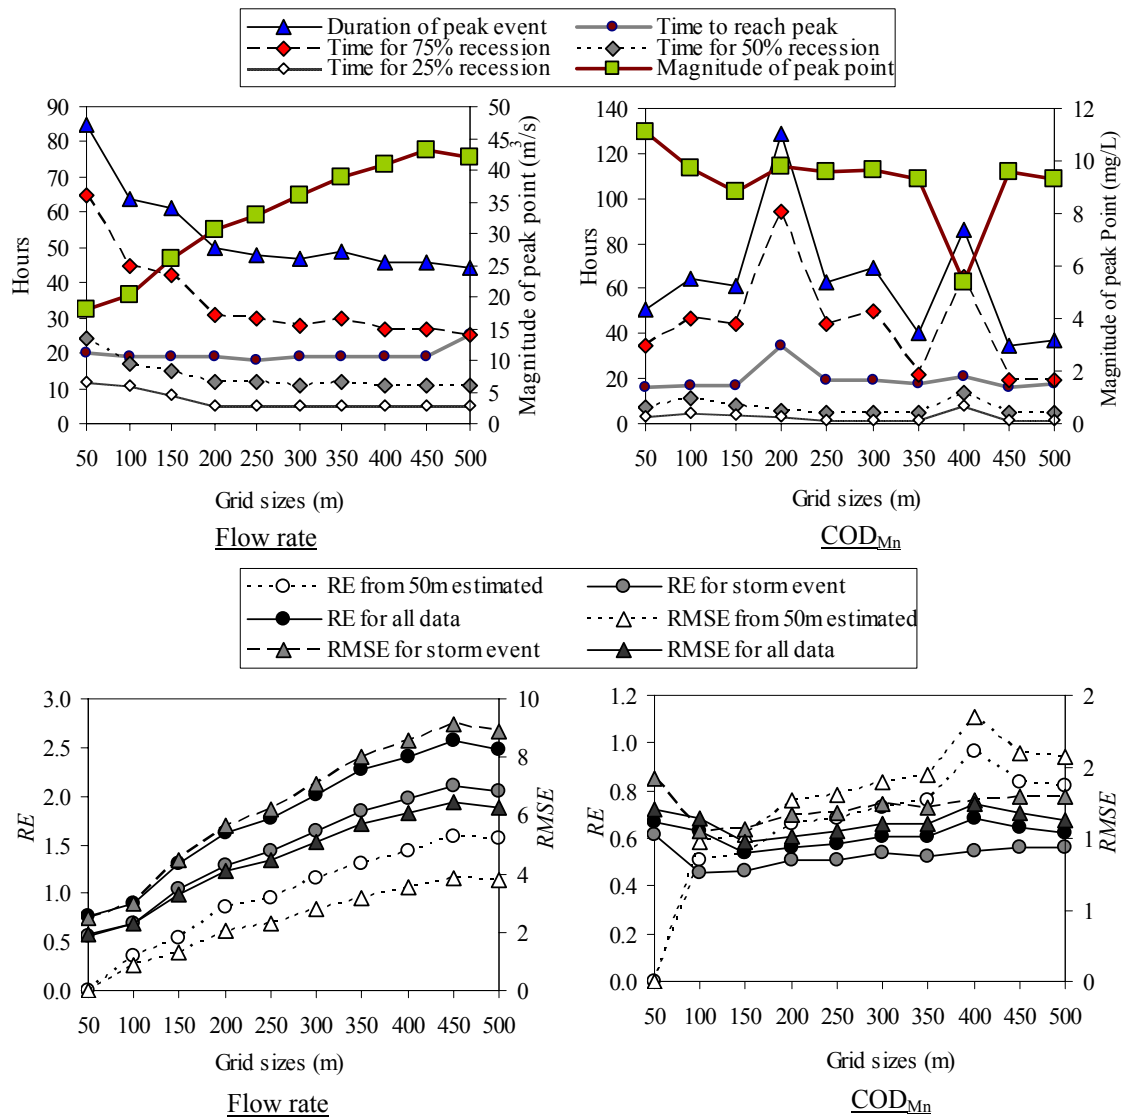 Duration of peak event
Time to reach peak
Time for 75% recession
Time for 50% recession
Time for 25% recession
Magnitude of peak point
90
80
70
60
50
40
30
20
10
0
Hours
50
45
40
35
30
25
20
15
10
5
0
Magnitude of peak point (m³/s)
50 100 150 200 250 300 350 400 450 500
Grid sizes (m)
Flow rate
140
120
100
80
60
40
20
0
Hours
12
10
8
6
4
2
0
Magnitude of peak Point (mg/L)
50 100 150 200 250 300 350 400 450 500
Grid sizes (m)
COD_Mn
RE from 50m estimated
RE for storm event
RE for all data
RMSE from 50m estimated
RMSE for storm event
RMSE for all data
3.0
2.5
2.0
1.5
1.0
0.5
0.0
RE
10
8
6
4
2
0
RMSE
50 100 150 200 250 300 350 400 450 500
Grid sizes (m)
Flow rate
1.2
1.0
0.8
0.6
0.4
0.2
0.0
RE
2
2
1
1
0
RMSE
50 100 150 200 250 300 350 400 450 500
Grid sizes (m)
COD_Mn